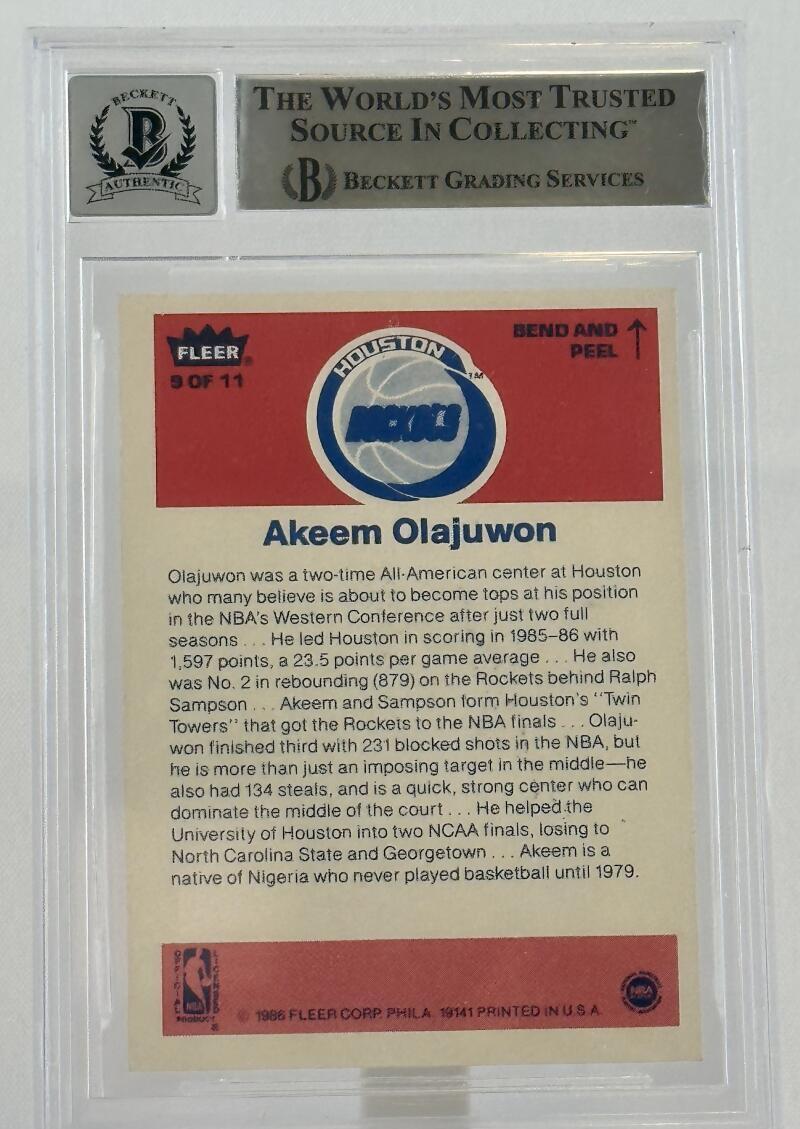 BECKETT
B
AUTHENTIC
THE WORLD'S MOST TRUSTED
SOURCE IN COLLECTING™
B BECKETT GRADING SERVICES
FLEER®
9 OF 11
HOUSTON
ROCKETS
TM
BEND AND
PEEL ↑
Akeem Olajuwon
Olajuwon was a two-time All-American center at Houston
who many believe is about to become tops at his position
in the NBA's Western Conference after just two full
seasons . . . He led Houston in scoring in 1985–86 with
1,597 points, a 23.5 points per game average . . . He also
was No. 2 in rebounding (879) on the Rockets behind Ralph
Sampson . . . Akeem and Sampson form Houston's "Twin
Towers" that got the Rockets to the NBA finals . . . Olaju-
won finished third with 231 blocked shots in the NBA, but
he is more than just an imposing target in the middle—he
also had 134 steals, and is a quick, strong center who can
dominate the middle of the court . . . He helped the
University of Houston into two NCAA finals, losing to
North Carolina State and Georgetown . . . Akeem is a
native of Nigeria who never played basketball until 1979.
OFFICIAL
LICENSED
NBA
PRODUCT
© 1986 FLEER CORP. PHILA. 19141 PRINTED IN U.S.A.